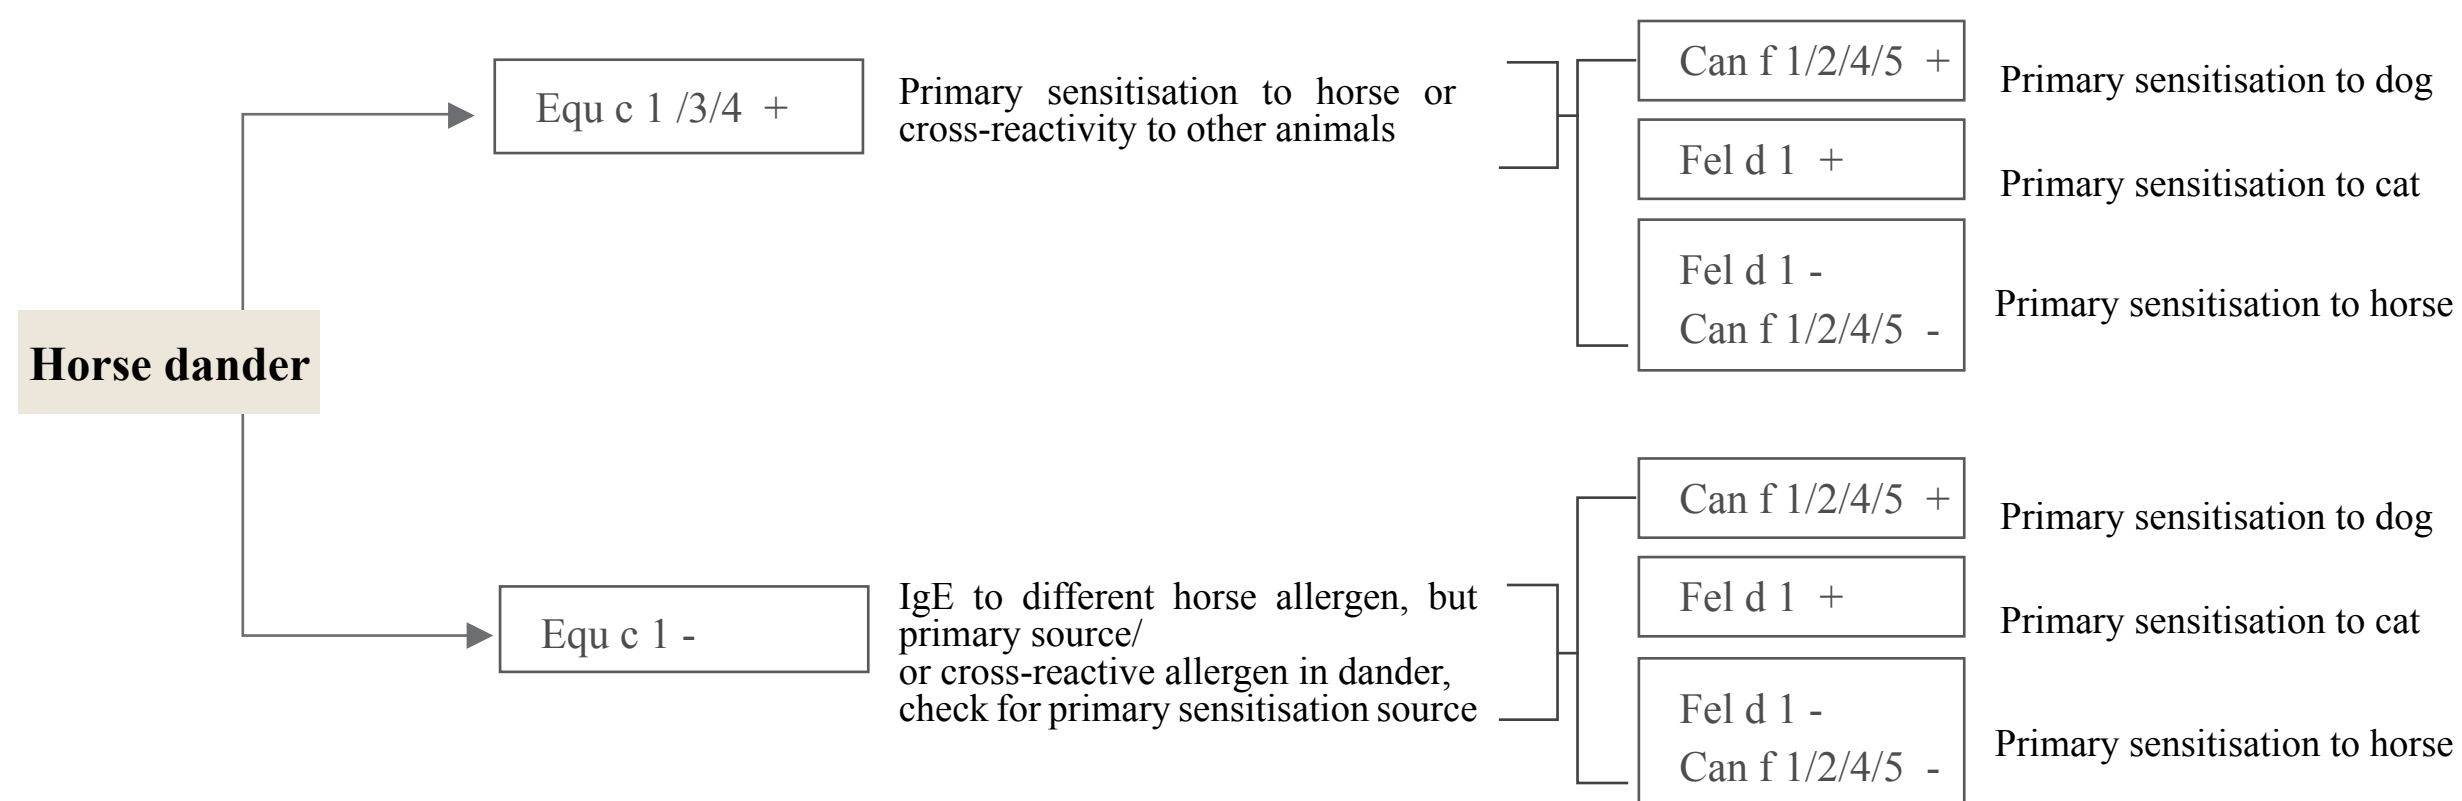 Horse dander
Equ c 1 /3/4 +
Primary sensitisation to horse or
cross-reactivity to other animals
Can f 1/2/4/5 +
Primary sensitisation to dog
Fel d 1 +
Primary sensitisation to cat
Fel d 1 -
Can f 1/2/4/5 -
Primary sensitisation to horse
Equ c 1 -
IgE to different horse allergen, but
primary source/
or cross-reactive allergen in dander,
check for primary sensitisation source
Can f 1/2/4/5 +
Primary sensitisation to dog
Fel d 1 +
Primary sensitisation to cat
Fel d 1 -
Can f 1/2/4/5 -
Primary sensitisation to horse